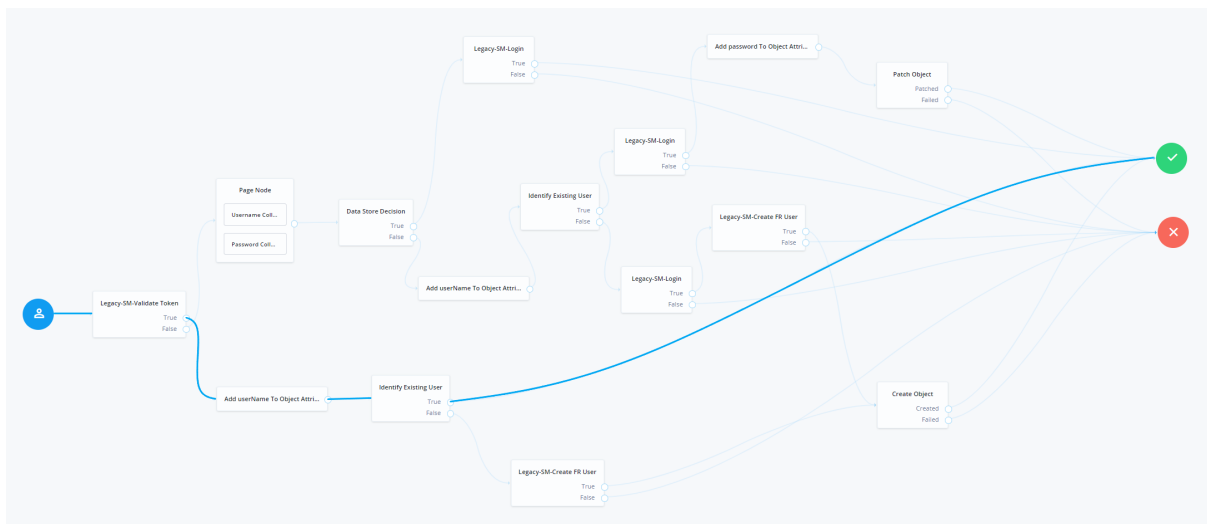 Legacy-SM-Login
True
False
Add password To Object Attri...
Patch Object
Patched
Failed
Legacy-SM-Login
True
False
Page Node
Username Coll...
Password Coll...
Data Store Decision
True
False
Identify Existing User
True
False
Legacy-SM-Create FR User
True
False
Add userName To Object Attri...
Legacy-SM-Login
True
False
Legacy-SM-Validate Token
True
False
Add userName To Object Attri...
Identify Existing User
True
False
Create Object
Created
Failed
Legacy-SM-Create FR User
True
False